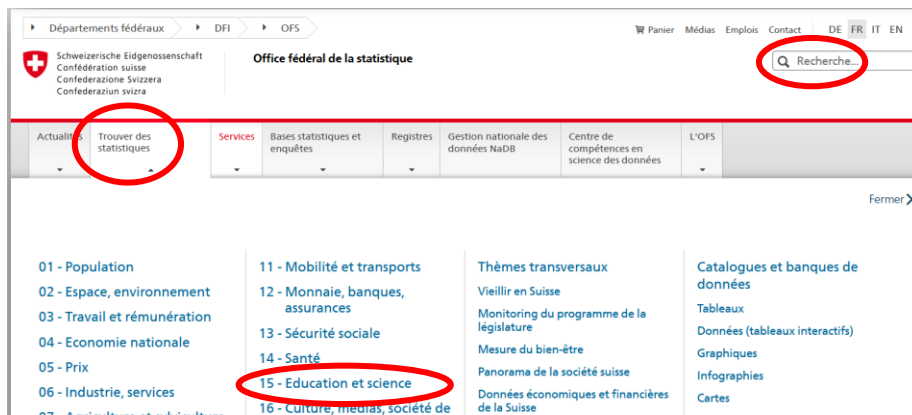 Départements fédéraux DFI OFS
Panier Médias Emplois Contact DE FR IT EN
Schweizerische Eidgenossenschaft
Confédération suisse
Confederazione Svizzera
Confederaziun svizra
Office fédéral de la statistique
Recherche...
Actualités
Trouver des
statistiques
Services
Bases statistiques et
enquêtes
Registres
Gestion nationale des
données NaDB
Centre de
compétences en
science des données
L'OFS
Fermer
01 - Population
02 - Espace, environnement
03 - Travail et rémunération
04 - Economie nationale
05 - Prix
06 - Industrie, services
11 - Mobilité et transports
12 - Monnaie, banques,
assurances
13 - Sécurité sociale
14 - Santé
15 - Education et science
16 - Culture, médias, société de
Thèmes transversaux
Vieillir en Suisse
Monitoring du programme de la
législature
Mesure du bien-être
Panorama de la société suisse
Données économiques et financières
de la Suisse
Catalogues et banques de
données
Tableaux
Données (tableaux interactifs)
Graphiques
Infographies
Cartes